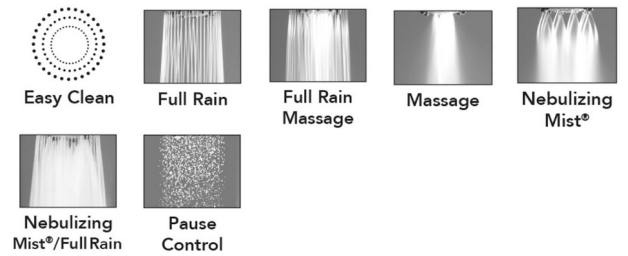 Easy Clean
Full Rain
Full Rain
Massage
Massage
Nebulizing
Mist®
Nebulizing
Mist®/Full Rain
Pause
Control